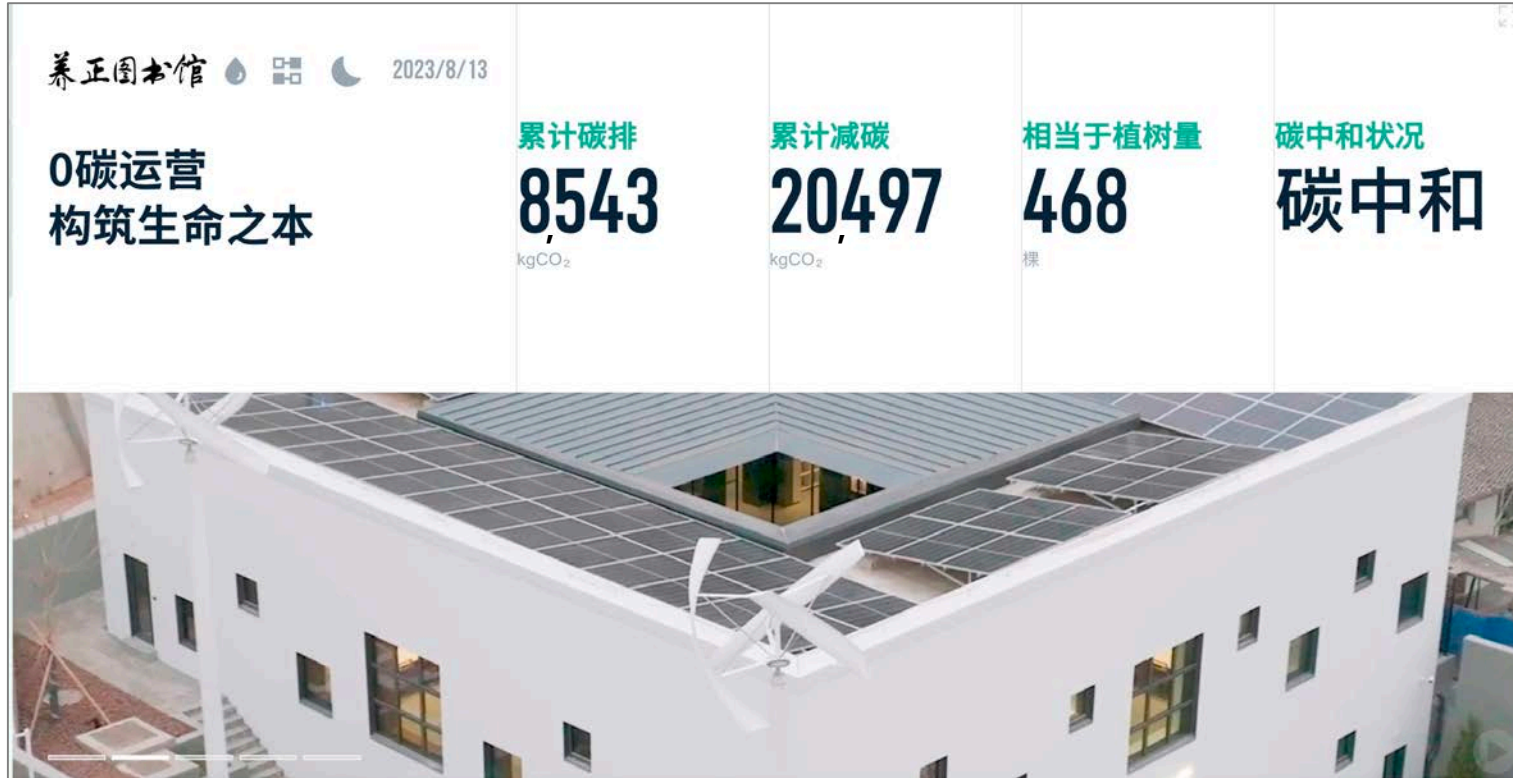 养正图书馆 2023/8/13
0碳运营
构筑生命之本
累计碳排
8,543
kgCO₂
累计减碳
20,497
kgCO₂
相当于植树量
468
棵
碳中和状况
碳中和